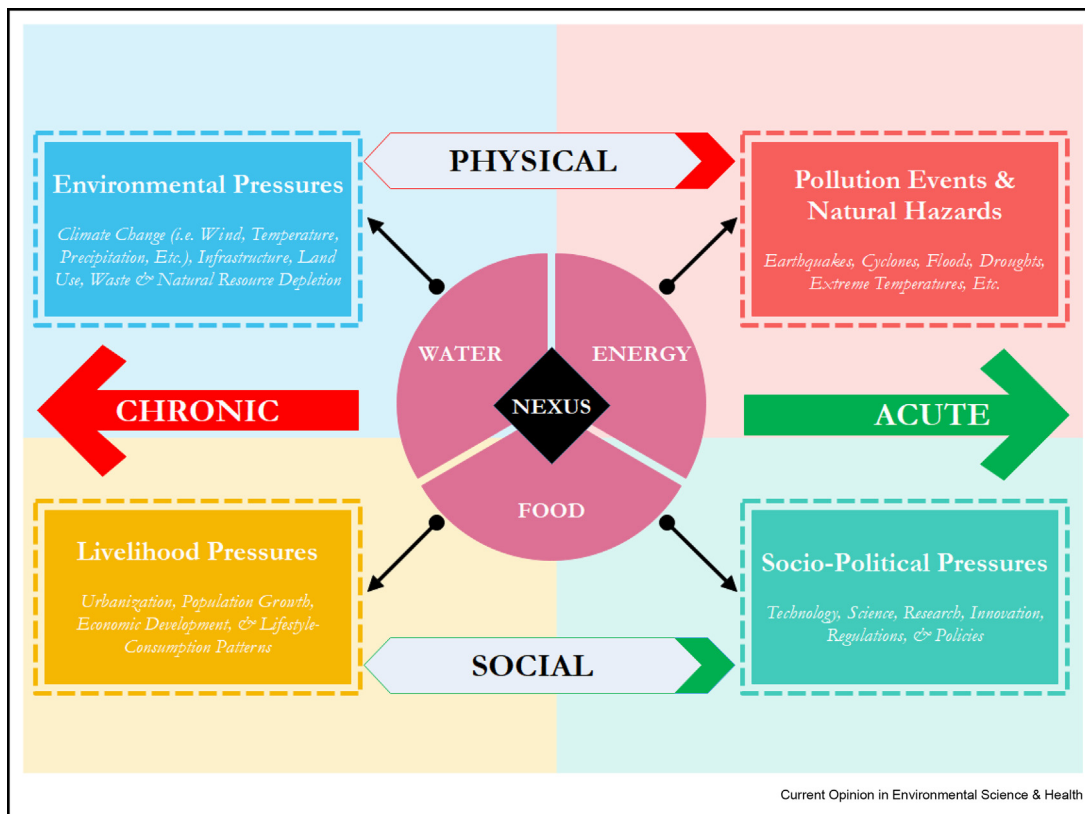 PHYSICAL
Environmental Pressures
Climate Change (i.e. Wind, Temperature,
Precipitation, Etc.), Infrastructure, Land
Use, Waste & Natural Resource Depletion
Pollution Events &
Natural Hazards
Earthquakes, Cyclones, Floods, Droughts,
Extreme Temperatures, Etc.
WATER
ENERGY
NEXUS
FOOD
CHRONIC
ACUTE
Livelihood Pressures
Urbanization, Population Growth,
Economic Development, & Lifestyle-
Consumption Patterns
Socio-Political Pressures
Technology, Science, Research, Innovation,
Regulations, & Policies
SOCIAL
Current Opinion in Environmental Science & Health